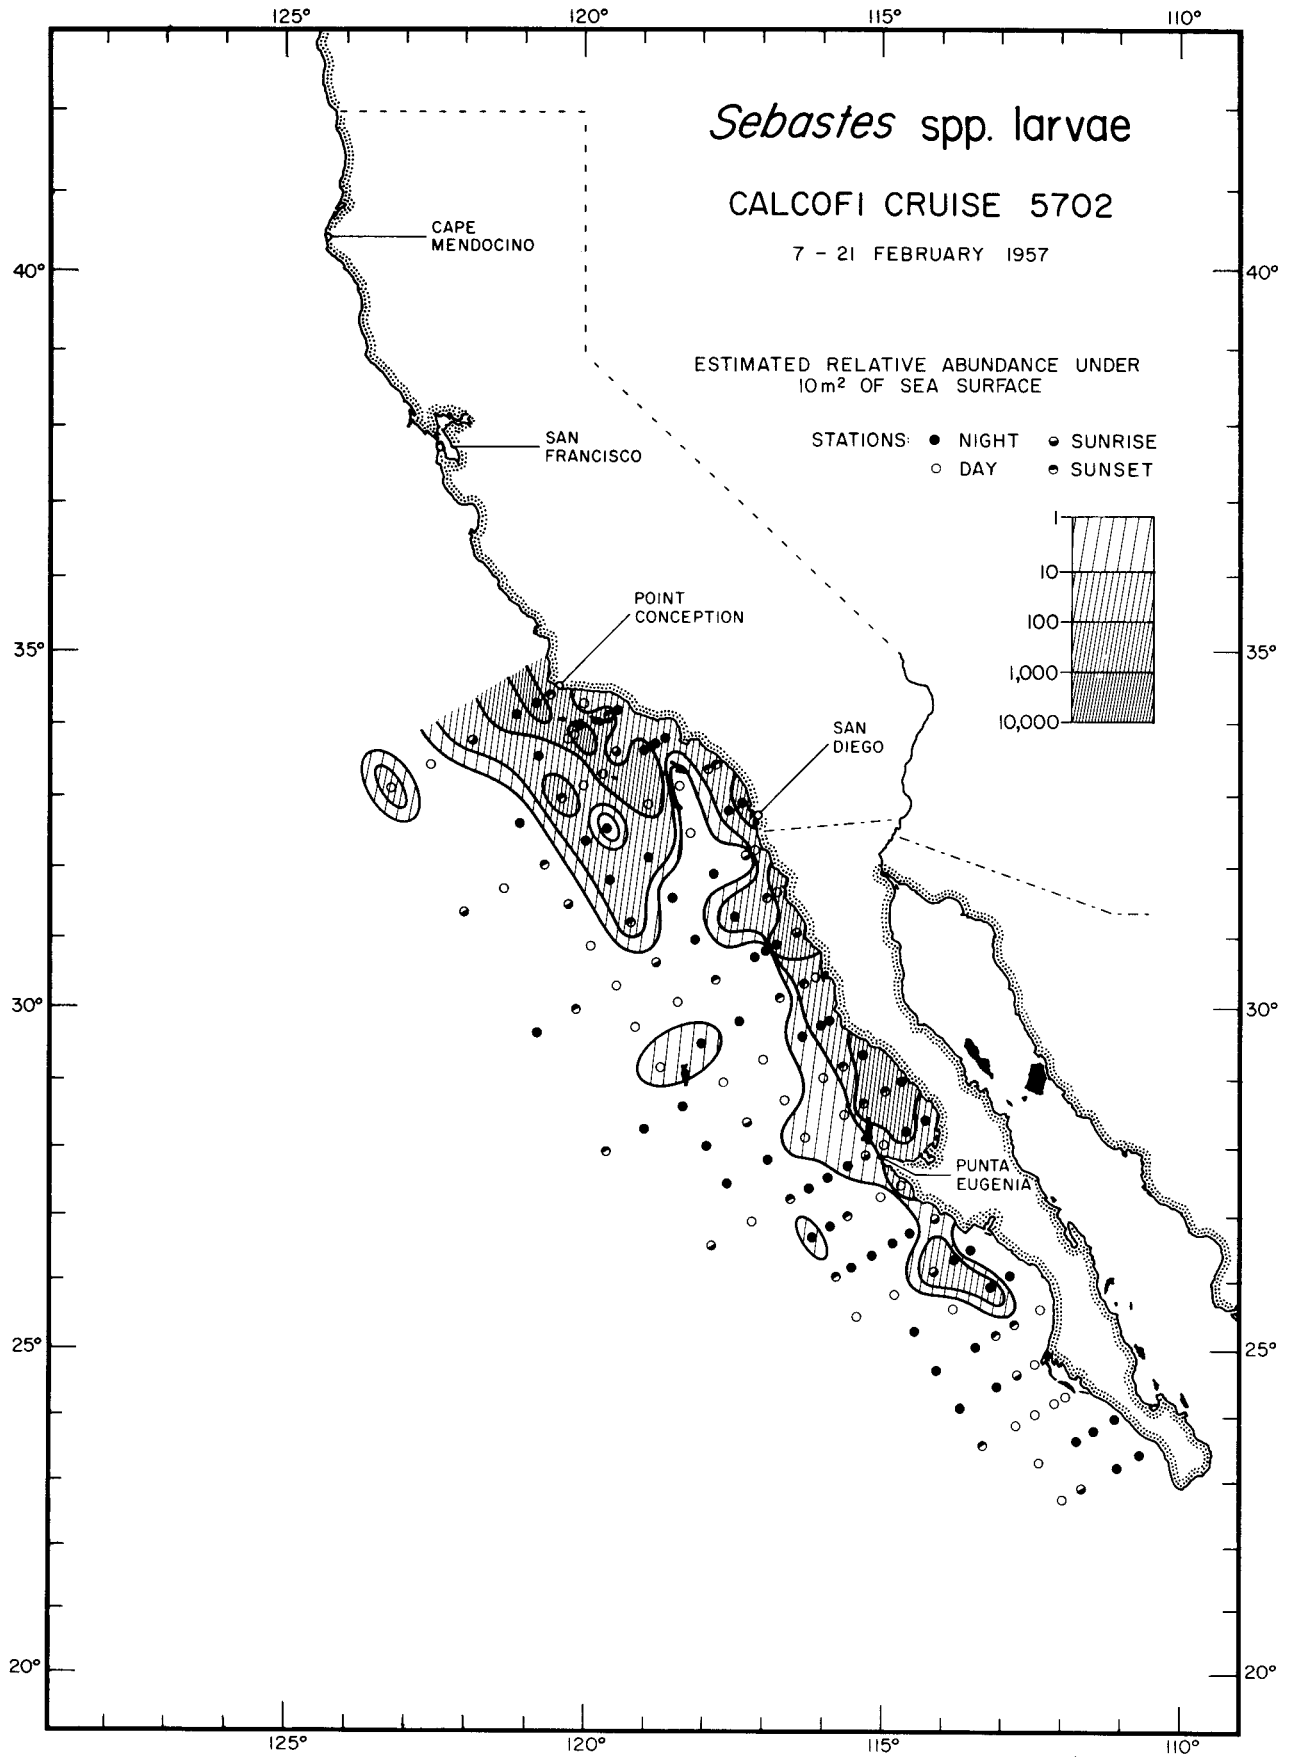 125° 120° 115° 110°
Sebastes spp. larvae
CALCOFI CRUISE 5702
7 – 21 FEBRUARY 1957
CAPE
MENDOCINO
40° 40°
ESTIMATED RELATIVE ABUNDANCE UNDER
10m² OF SEA SURFACE
STATIONS: ● NIGHT SUNRISE
○ DAY SUNSET
SAN
FRANCISCO
1
10
100
1,000
10,000
POINT
CONCEPTION
35° 35°
SAN
DIEGO
30° 30°
PUNTA
EUGENIA
25° 25°
20° 20°
125° 120° 115° 110°